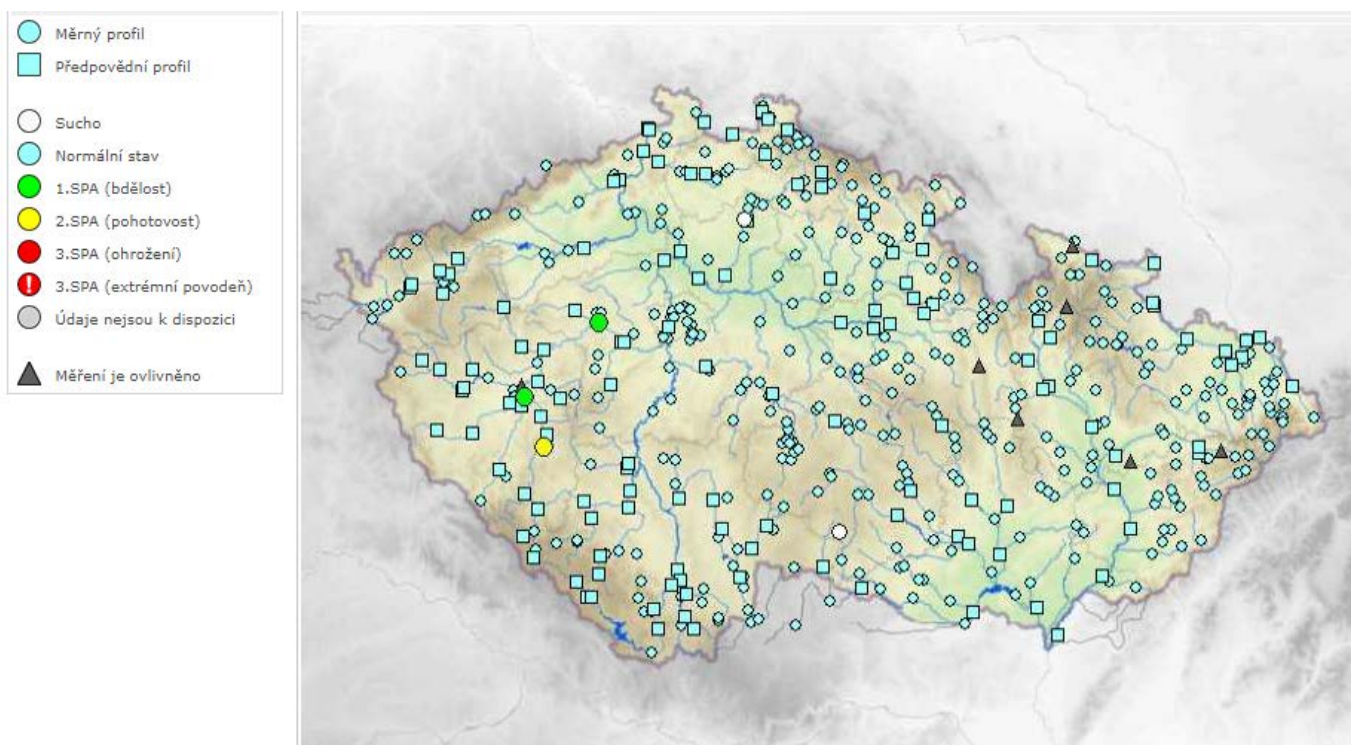 Měrný profil
Předpovědní profil
Sucho
Normální stav
1.SPA (bdělost)
2.SPA (pohotovost)
3.SPA (ohrožení)
3.SPA (extrémní povodeň)
Údaje nejsou k dispozici
Měření je ovlivněno